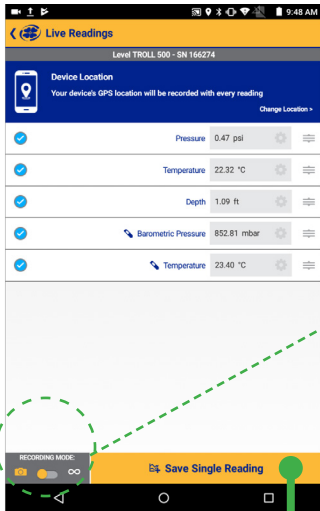 9:48 AM
Live Readings
Level TROLL 500 - SN 166274
Device Location
Your device's GPS location will be recorded with every reading
Change Location »
Pressure 0.47 psi
Temperature 22.32 °C
Depth 1.09 ft
Barometric Pressure 852.81 mbar
Temperature 23.40 °C
RECORDING MODE:
Save Single Reading